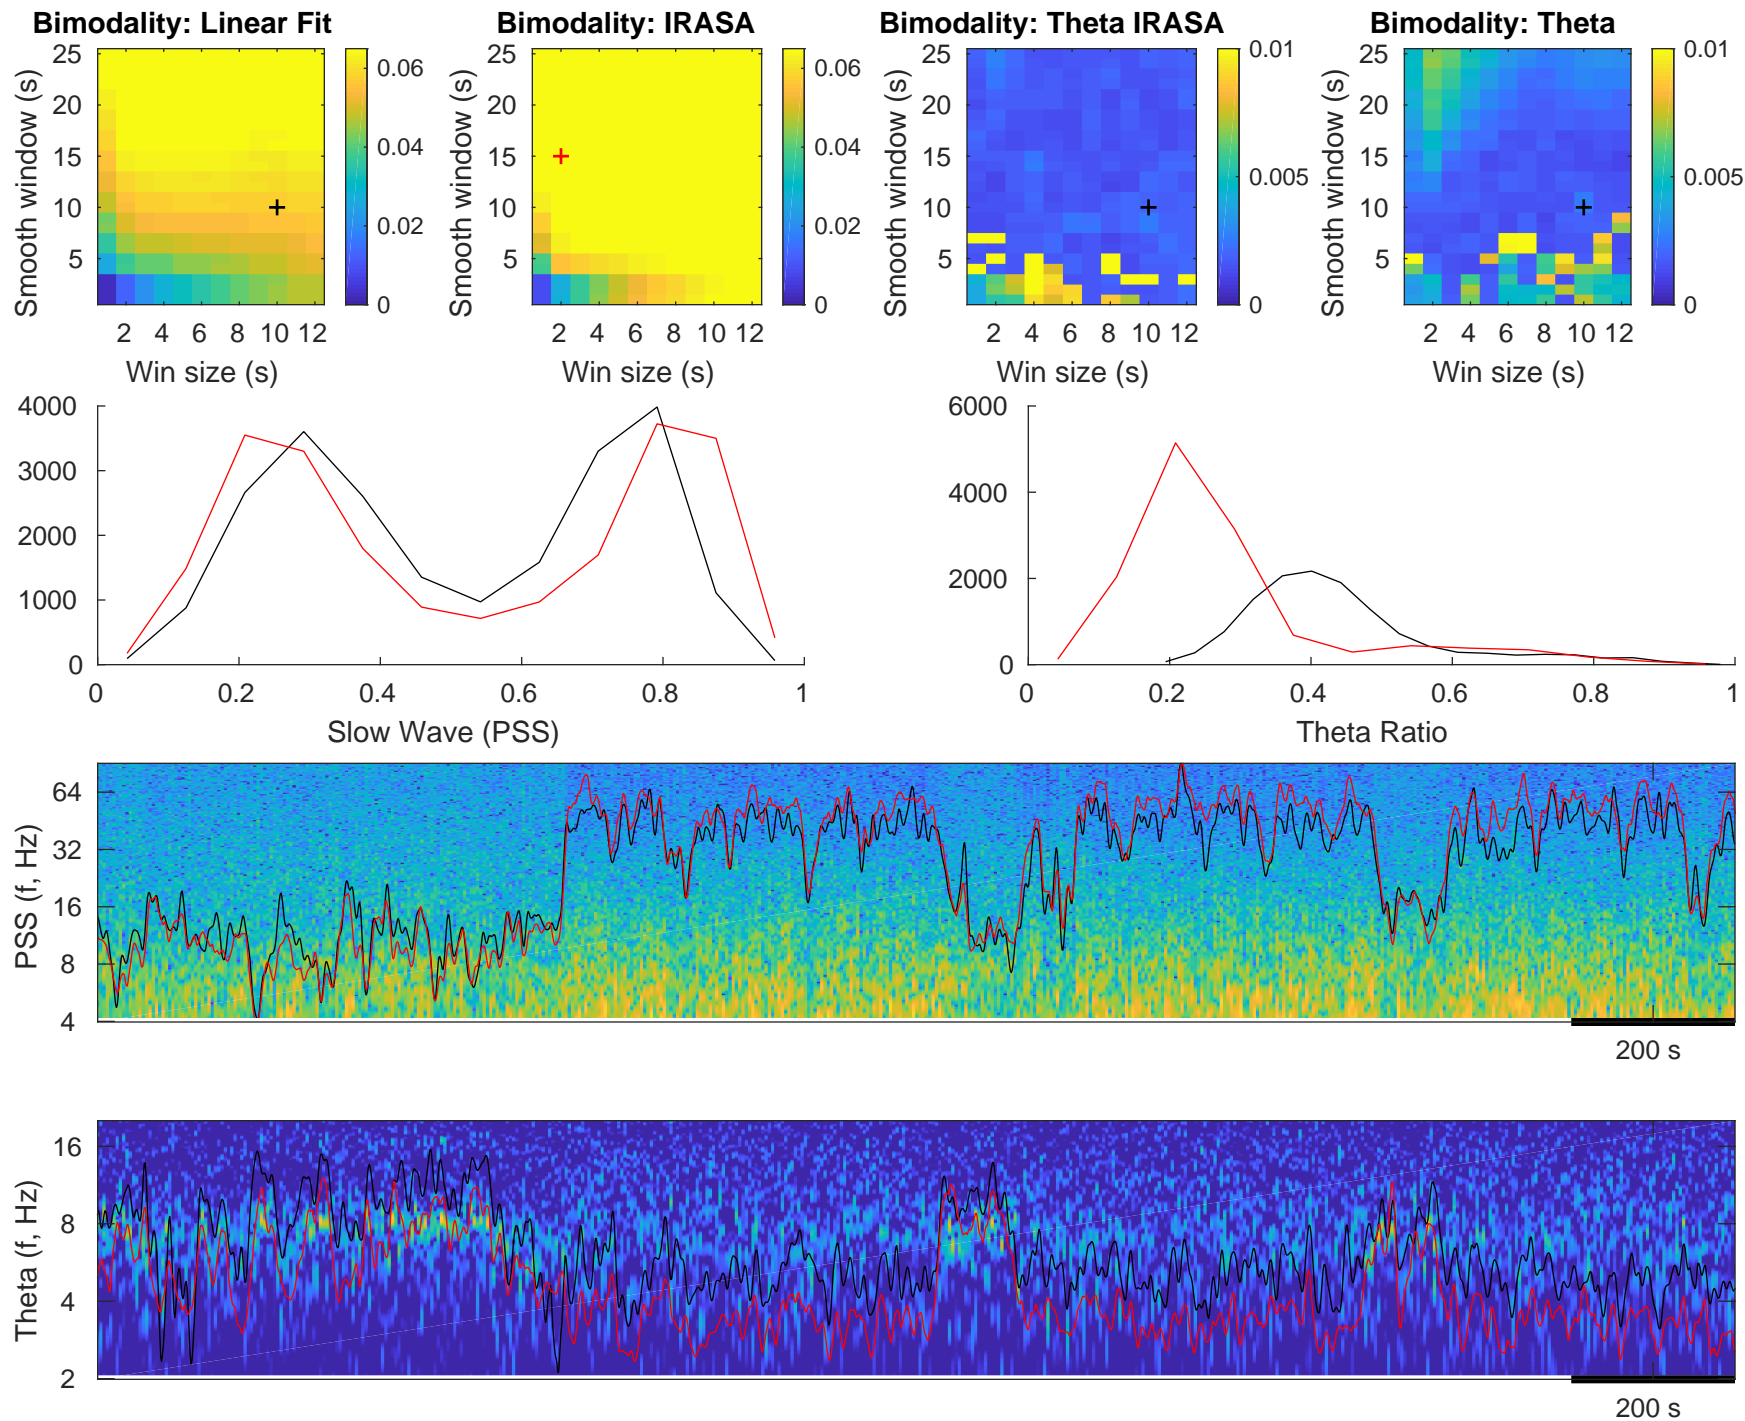 Bimodality: Linear Fit
Bimodality: IRASA
Bimodality: Theta IRASA
Bimodality: Theta
Smooth window (s)
25
20
15
10
5
2 4 6 8 10 12
Win size (s)
0.06
0.04
0.02
0
Smooth window (s)
25
20
15
10
5
2 4 6 8 10 12
Win size (s)
0.06
0.04
0.02
0
Smooth window (s)
25
20
15
10
5
2 4 6 8 10 12
Win size (s)
0.01
0.005
0
Smooth window (s)
25
20
15
10
5
2 4 6 8 10 12
Win size (s)
0.01
0.005
0
4000
3000
2000
1000
0
0 0.2 0.4 0.6 0.8 1
Slow Wave (PSS)
6000
4000
2000
0
0 0.2 0.4 0.6 0.8 1
Theta Ratio
PSS (f, Hz)
64
32
16
8
4
200 s
Theta (f, Hz)
16
8
4
2
200 s